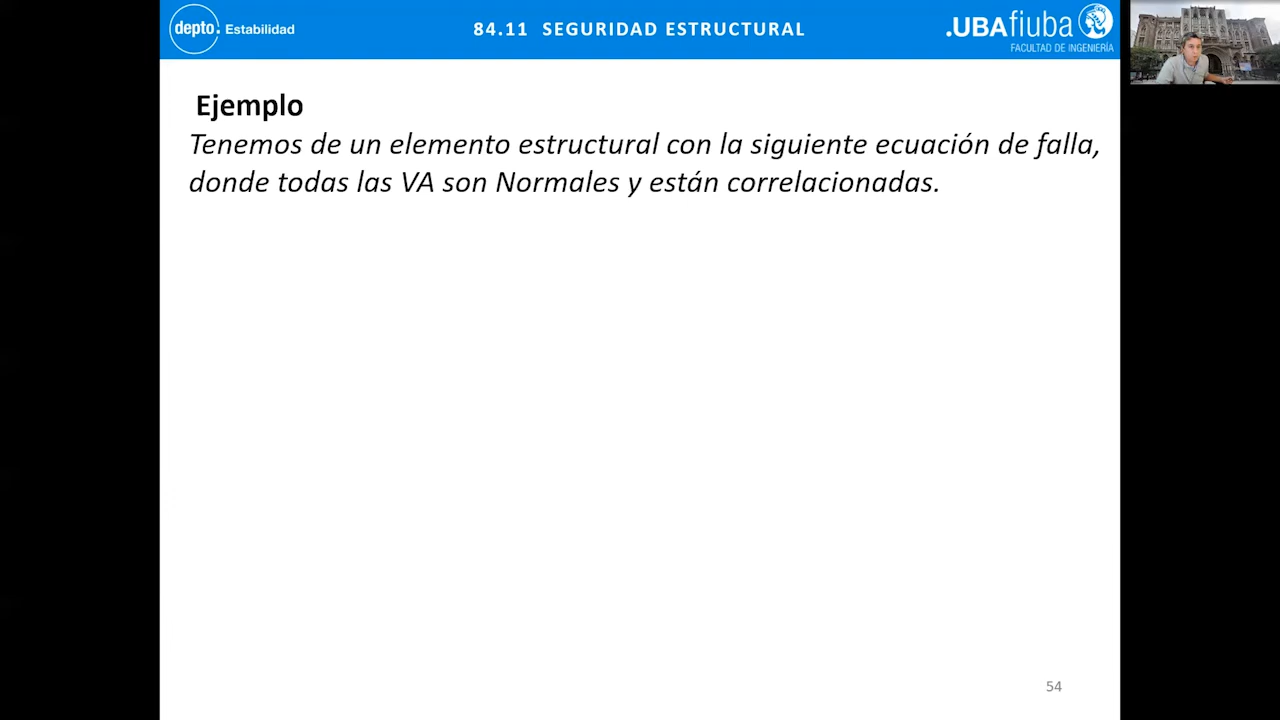 depto. Estabilidad
84.11 SEGURIDAD ESTRUCTURAL
.UBAfiuba
FACULTAD DE INGENIERÍA
Ejemplo
Tenemos de un elemento estructural con la siguiente ecuación de falla,
donde todas las VA son Normales y están correlacionadas.
54